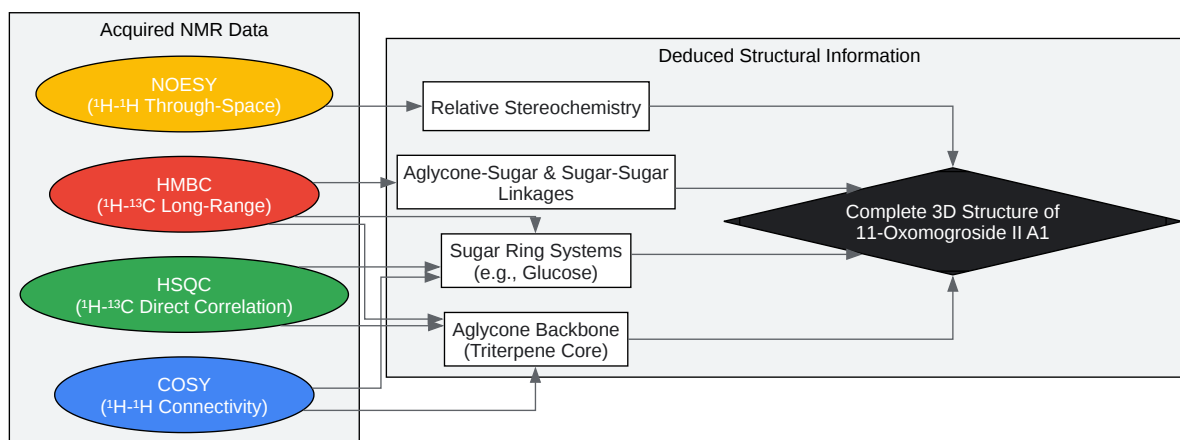 Acquired NMR Data
NOESY
(¹H-¹H Through-Space)
HMBC
(¹H-¹³C Long-Range)
HSQC
(¹H-¹³C Direct Correlation)
COSY
(¹H-¹H Connectivity)
Deduced Structural Information
Relative Stereochemistry
Aglycone-Sugar & Sugar-Sugar
Linkages
Sugar Ring Systems
(e.g., Glucose)
Aglycone Backbone
(Triterpene Core)
Complete 3D Structure of
11-Oxomogroside II A1